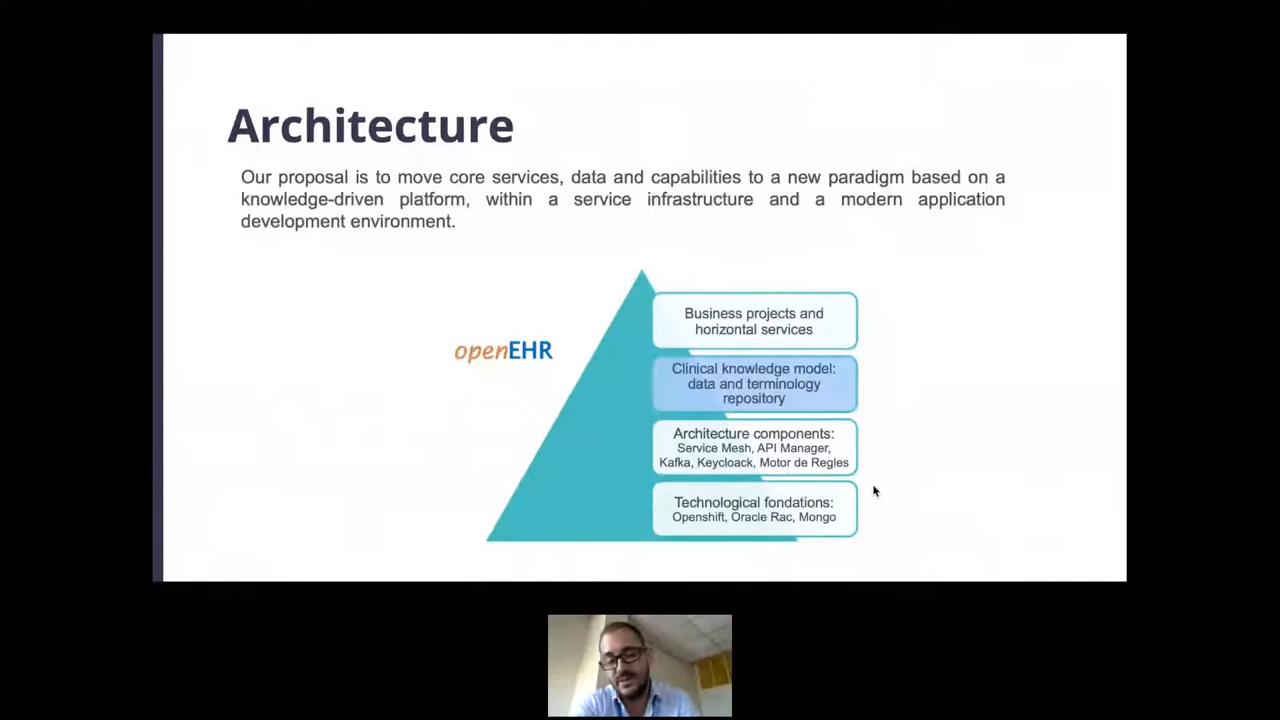 Architecture
Our proposal is to move core services, data and capabilities to a new paradigm based on a
knowledge-driven platform, within a service infrastructure and a modern application
development environment.
openEHR
Business projects and
horizontal services
Clinical knowledge model:
data and terminology
repository
Architecture components:
Service Mesh, API Manager,
Kafka, Keycloack, Motor de Regles
Technological fondations:
Openshift, Oracle Rac, Mongo